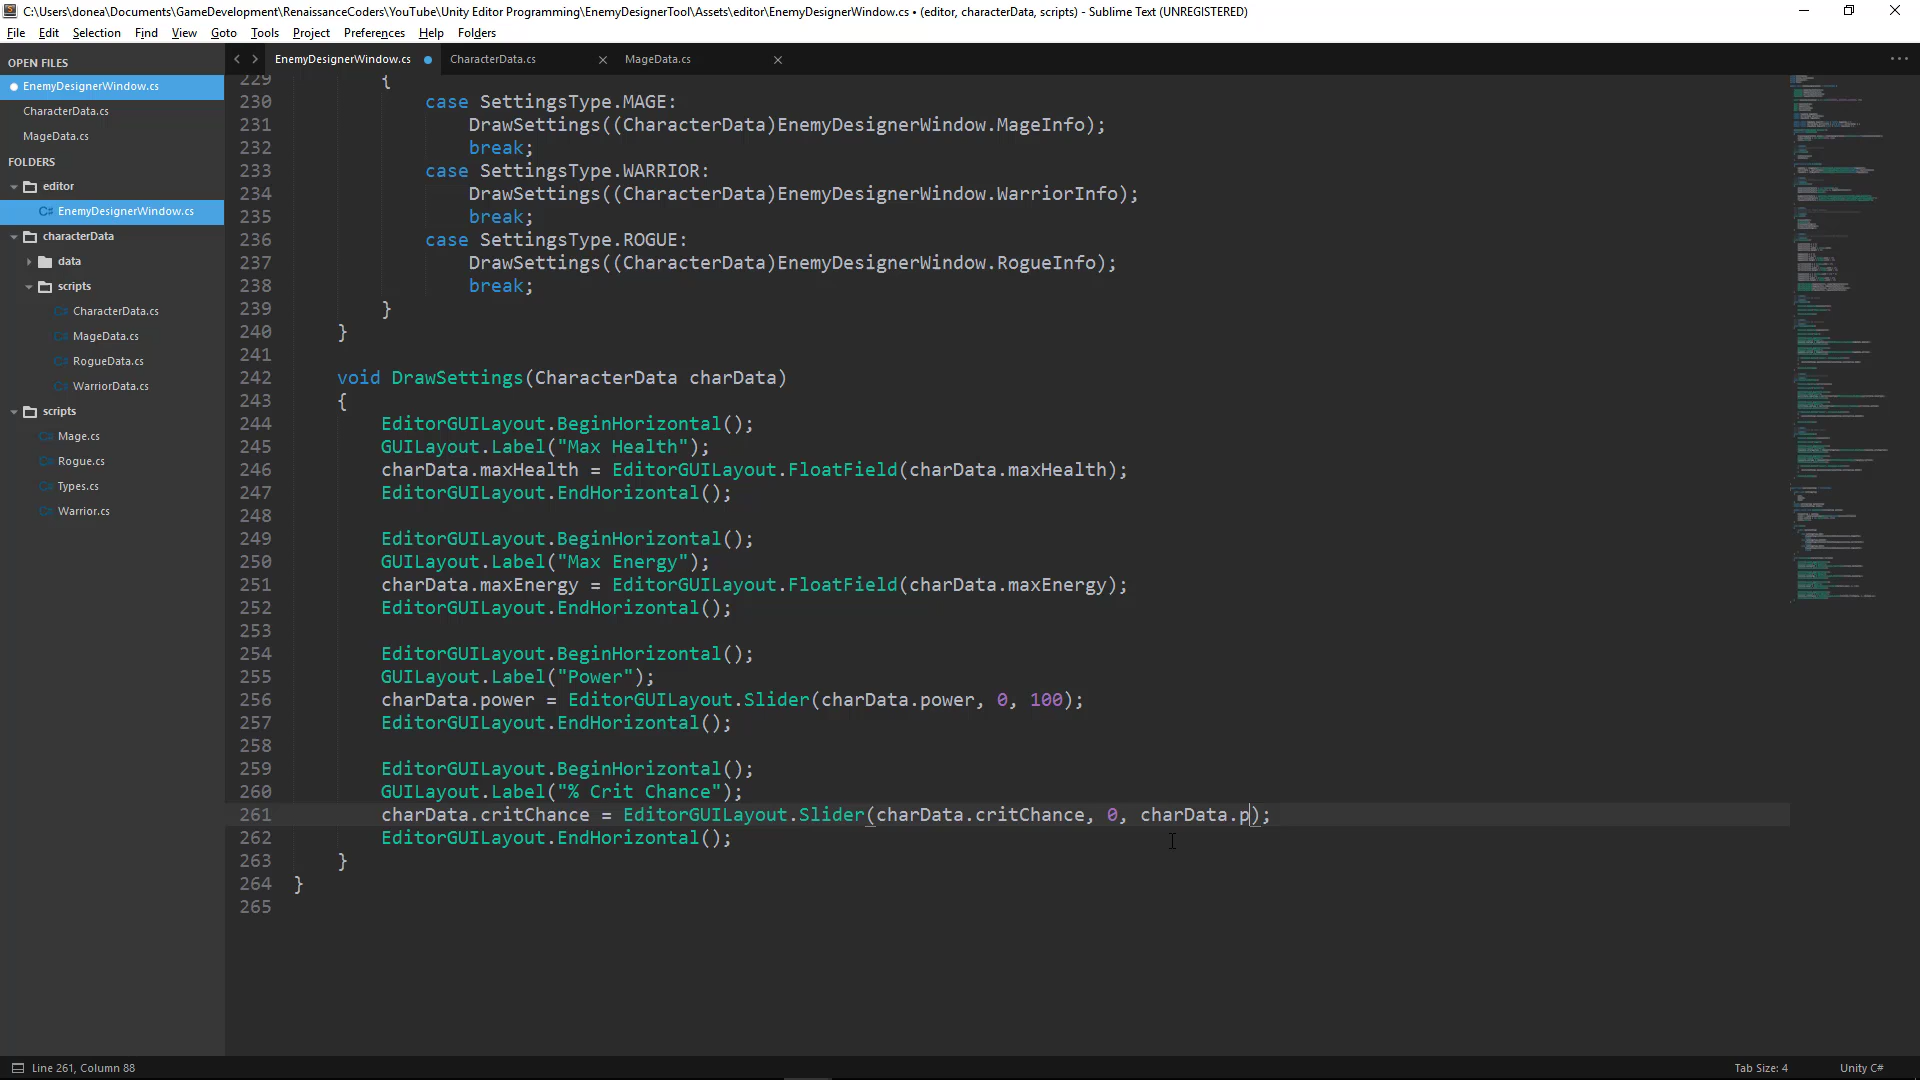 C:\Users\donea\Documents\GameDevelopment\RenaissanceCoders\YouTube\Unity Editor Programming\EnemyDesignerTool\Assets\editor\EnemyDesignerWindow.cs • (editor, characterData, scripts) - Sublime Text (UNREGISTERED)
File Edit Selection Find View Goto Tools Project Preferences Help Folders
OPEN FILES
EnemyDesignerWindow.cs
CharacterData.cs
MageData.cs
FOLDERS
editor
EnemyDesignerWindow.cs
characterData
data
scripts
CharacterData.cs
MageData.cs
RogueData.cs
WarriorData.cs
scripts
Mage.cs
Rogue.cs
Types.cs
Warrior.cs
EnemyDesignerWindow.cs CharacterData.cs MageData.cs
229 {
230 case SettingsType.MAGE:
231 DrawSettings((CharacterData)EnemyDesignerWindow.MageInfo);
232 break;
233 case SettingsType.WARRIOR:
234 DrawSettings((CharacterData)EnemyDesignerWindow.WarriorInfo);
235 break;
236 case SettingsType.ROGUE:
237 DrawSettings((CharacterData)EnemyDesignerWindow.RogueInfo);
238 break;
239 }
240 }
241
242 void DrawSettings(CharacterData charData)
243 {
244 EditorGUILayout.BeginHorizontal();
245 GUILayout.Label("Max Health");
246 charData.maxHealth = EditorGUILayout.FloatField(charData.maxHealth);
247 EditorGUILayout.EndHorizontal();
248
249 EditorGUILayout.BeginHorizontal();
250 GUILayout.Label("Max Energy");
251 charData.maxEnergy = EditorGUILayout.FloatField(charData.maxEnergy);
252 EditorGUILayout.EndHorizontal();
253
254 EditorGUILayout.BeginHorizontal();
255 GUILayout.Label("Power");
256 charData.power = EditorGUILayout.Slider(charData.power, 0, 100);
257 EditorGUILayout.EndHorizontal();
258
259 EditorGUILayout.BeginHorizontal();
260 GUILayout.Label("% Crit Chance");
261 charData.critChance = EditorGUILayout.Slider(charData.critChance, 0, charData.p);
262 EditorGUILayout.EndHorizontal();
263 }
264 }
265
Line 261, Column 88
Tab Size: 4 Unity C#